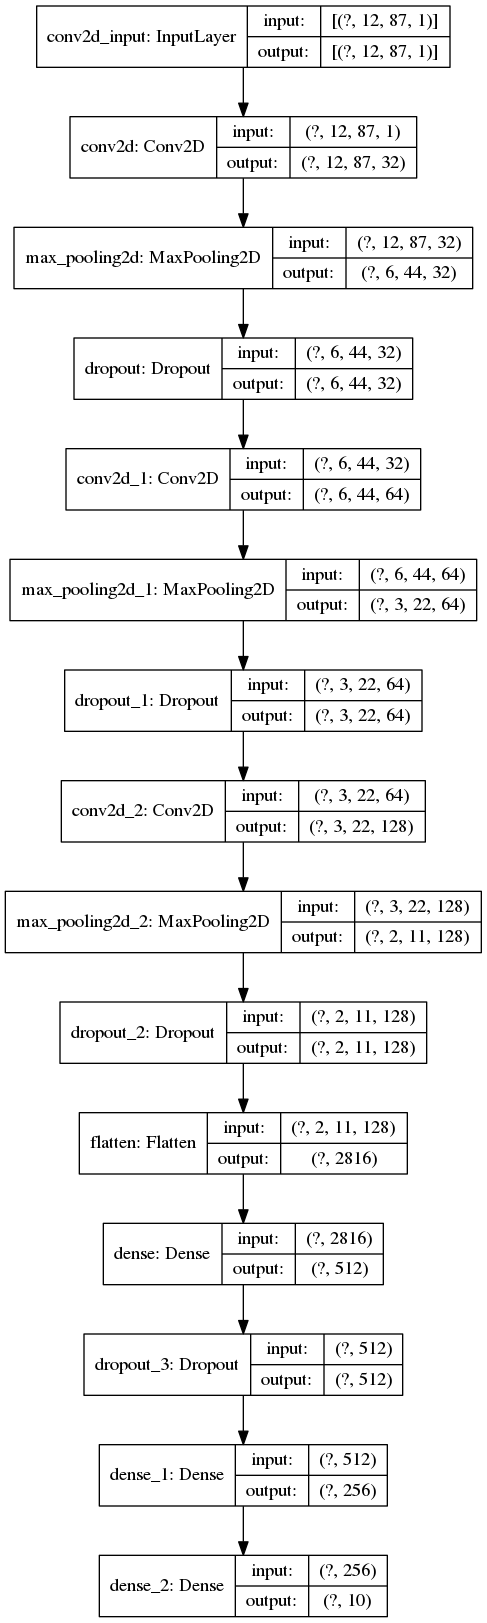 conv2d_input: InputLayer
input: [(?, 12, 87, 1)]
output: [(?, 12, 87, 1)]
conv2d: Conv2D
input: (?, 12, 87, 1)
output: (?, 12, 87, 32)
max_pooling2d: MaxPooling2D
input: (?, 12, 87, 32)
output: (?, 6, 44, 32)
dropout: Dropout
input: (?, 6, 44, 32)
output: (?, 6, 44, 32)
conv2d_1: Conv2D
input: (?, 6, 44, 32)
output: (?, 6, 44, 64)
max_pooling2d_1: MaxPooling2D
input: (?, 6, 44, 64)
output: (?, 3, 22, 64)
dropout_1: Dropout
input: (?, 3, 22, 64)
output: (?, 3, 22, 64)
conv2d_2: Conv2D
input: (?, 3, 22, 64)
output: (?, 3, 22, 128)
max_pooling2d_2: MaxPooling2D
input: (?, 3, 22, 128)
output: (?, 2, 11, 128)
dropout_2: Dropout
input: (?, 2, 11, 128)
output: (?, 2, 11, 128)
flatten: Flatten
input: (?, 2, 11, 128)
output: (?, 2816)
dense: Dense
input: (?, 2816)
output: (?, 512)
dropout_3: Dropout
input: (?, 512)
output: (?, 512)
dense_1: Dense
input: (?, 512)
output: (?, 256)
dense_2: Dense
input: (?, 256)
output: (?, 10)